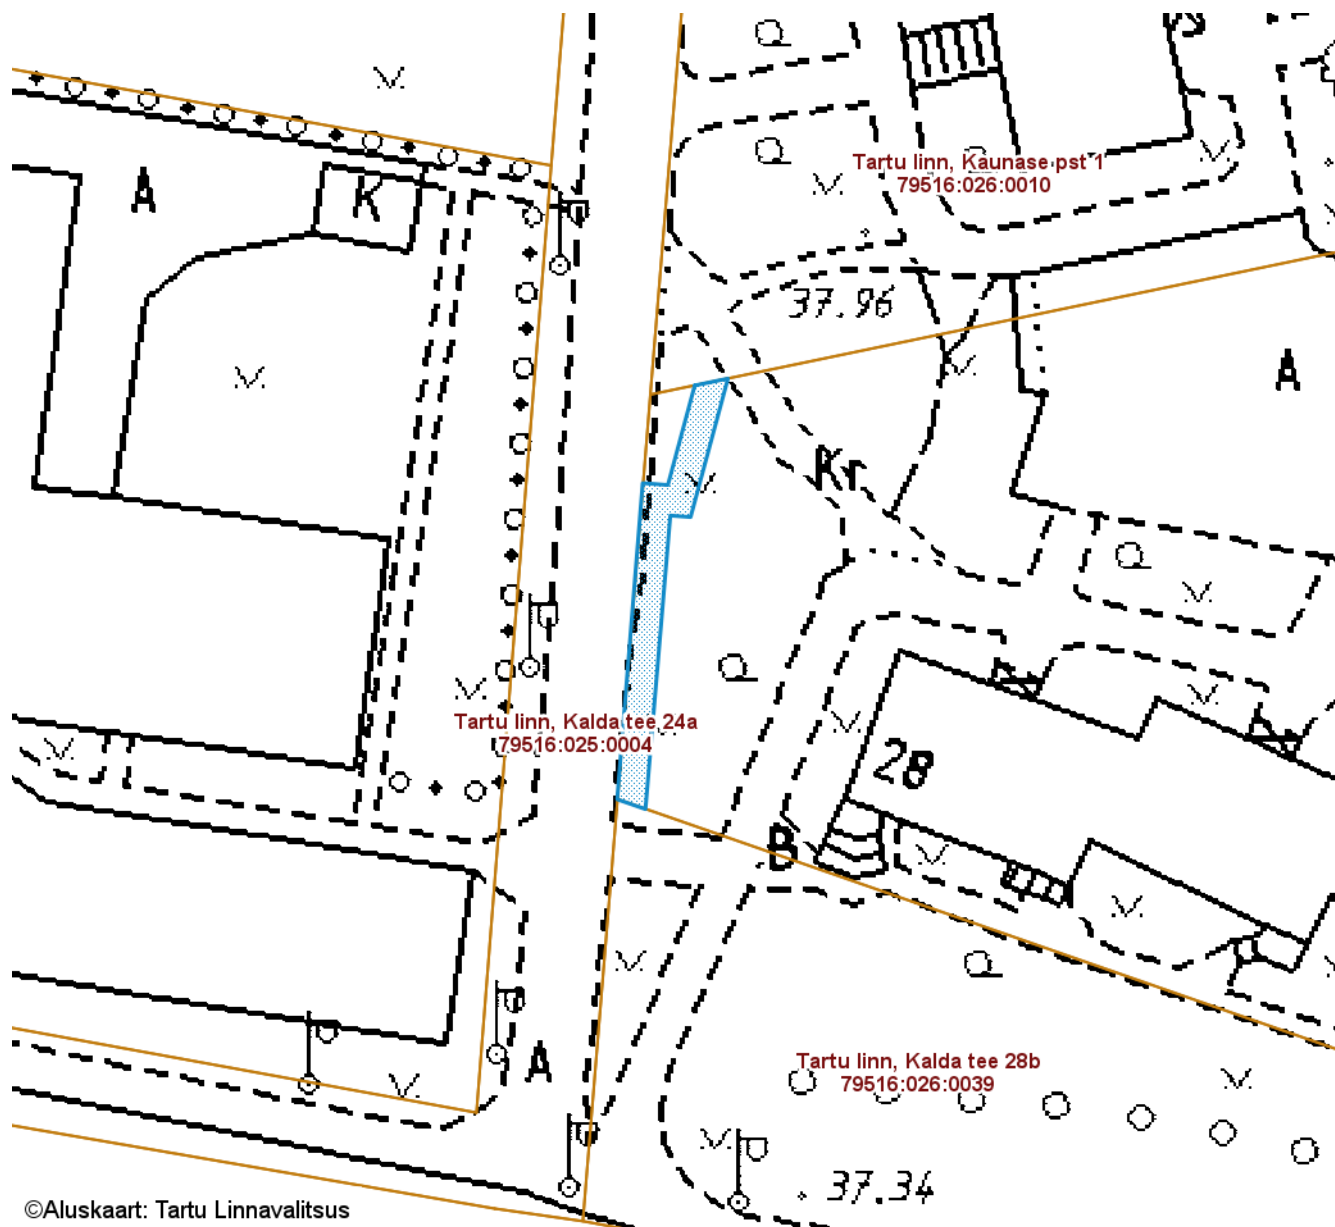 A
K
Tartu linn, Kaunase pst 1
79516:026:0010
37.96
A
Kr
Tartu linn, Kalda tee 24a
79516:025:0004
28
B
A
Tartu linn, Kalda tee 28b
79516:026:0039
37.34
©Aluskaart: Tartu Linnavalitsus